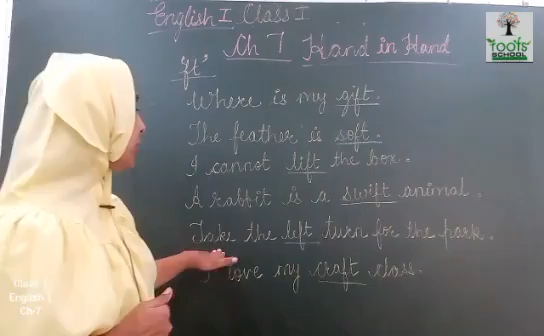 English I Class I
Ch 7 Hand in Hand
"ft"
Where is my gift.
The feather is soft.
I cannot lift the box.
A rabbit is a swift animal.
Take the left turn for the park.
I love my craft class.
roots'
SCHOOL
Class I
English I
Ch-7